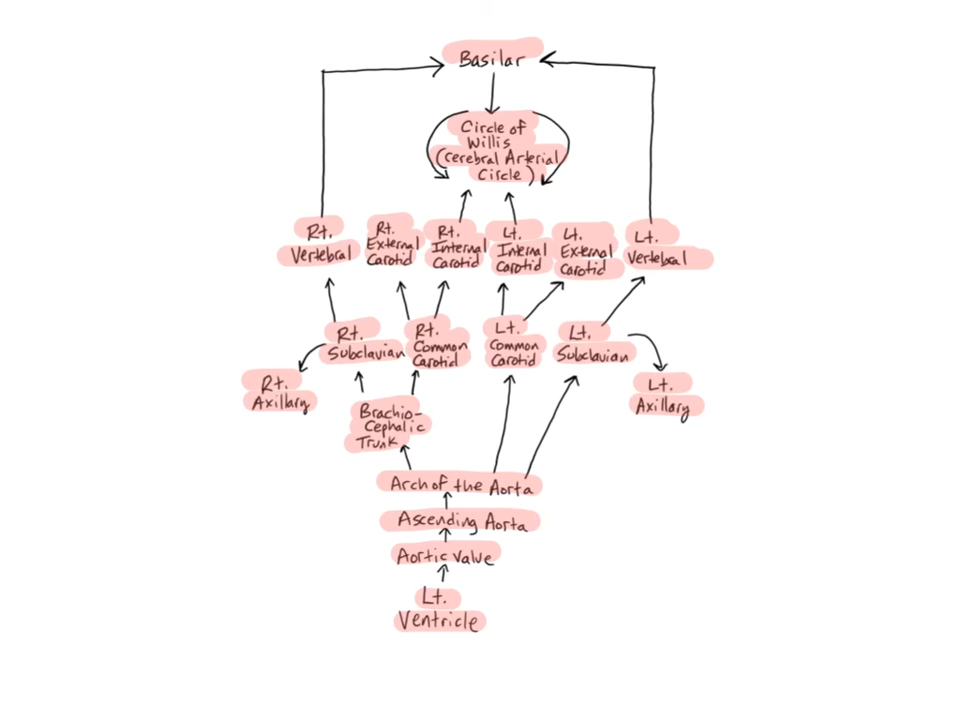 Basilar
Circle of
Willis
(Cerebral Arterial
Circle)
Rt.
Vertebral
Rt.
External
Carotid
Rt.
Internal
Carotid
Lt.
Internal
Carotid
Lt.
External
Carotid
Lt.
Vertebral
Rt.
Subclavian
Rt.
Common
Carotid
Lt.
Common
Carotid
Lt.
Subclavian
Rt.
Axillary
Lt.
Axillary
Brachio-
Cephalic
Trunk
Arch of the Aorta
Ascending Aorta
Aortic Valve
Lt.
Ventricle